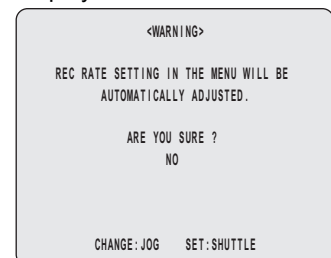 <WARNING>
REC RATE SETTING IN THE MENU WILL BE
AUTOMATICALLY ADJUSTED.
ARE YOU SURE ?
NO
CHANGE:JOG SET:SHUTTLE